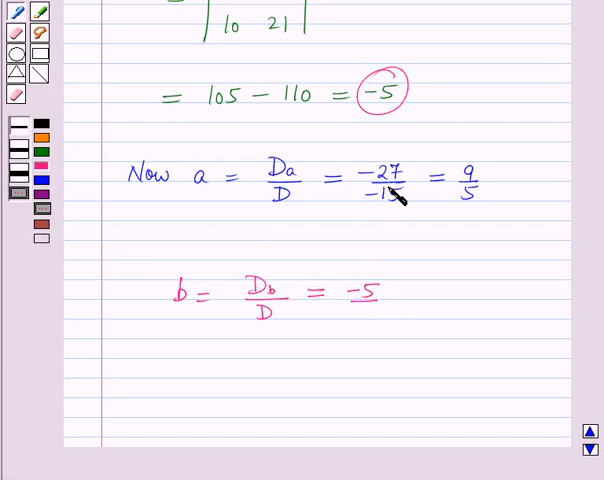 10 21
= 105 - 110 = -5
Now a = Da/D = -27/-15 = 9/5
b = Db/D = -5